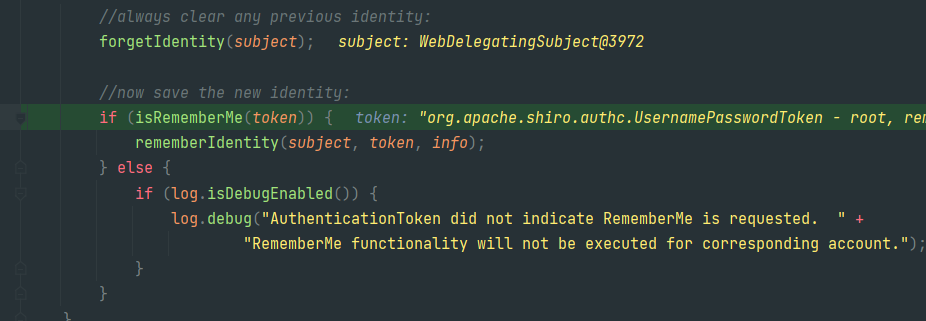 //always clear any previous identity:
forgetIdentity(subject); subject: WebDelegatingSubject@3972
//now save the new identity:
if (isRememberMe(token)) { token: "org.apache.shiro.authc.UsernamePasswordToken - root, rem
rememberIdentity(subject, token, info);
} else {
if (log.isDebugEnabled()) {
log.debug("AuthenticationToken did not indicate RememberMe is requested.  " +
"RememberMe functionality will not be executed for corresponding account.");
}
}
}